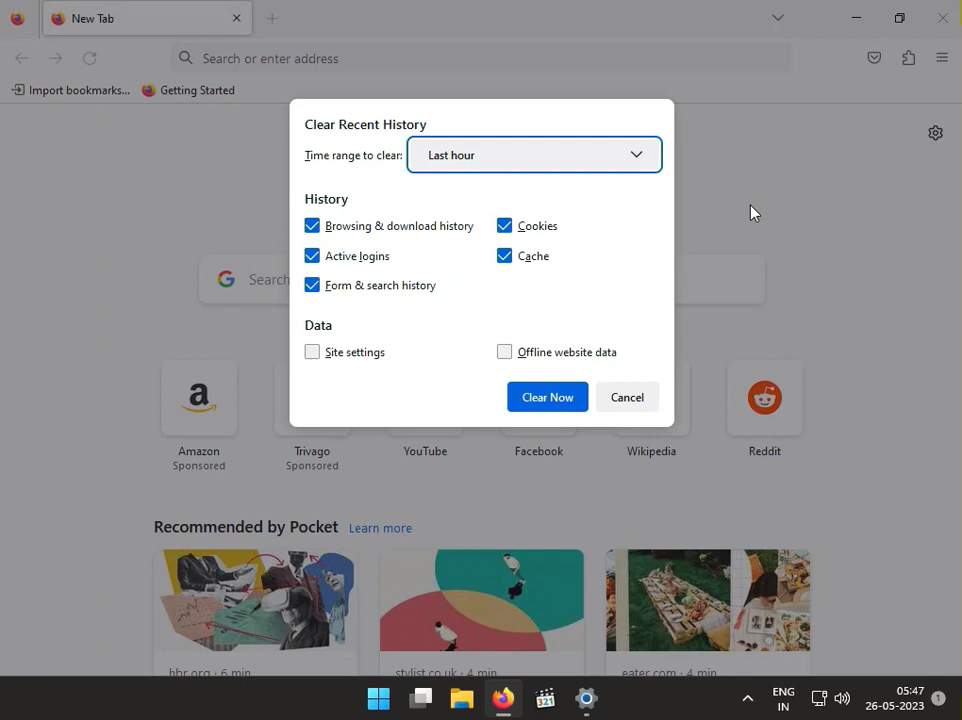 New Tab
Search or enter address
Import bookmarks...
Getting Started
Clear Recent History
Time range to clear:
Last hour
History
Browsing & download history
Cookies
Active logins
Cache
Form & search history
Data
Site settings
Offline website data
Clear Now
Cancel
Search
Amazon
Sponsored
Trivago
Sponsored
YouTube
Facebook
Wikipedia
Reddit
Recommended by Pocket
Learn more
hbr.org · 6 min
stylist.co.uk · 4 min
eater.com · 4 min
321
ENG
IN
05:47
26-05-2023
1